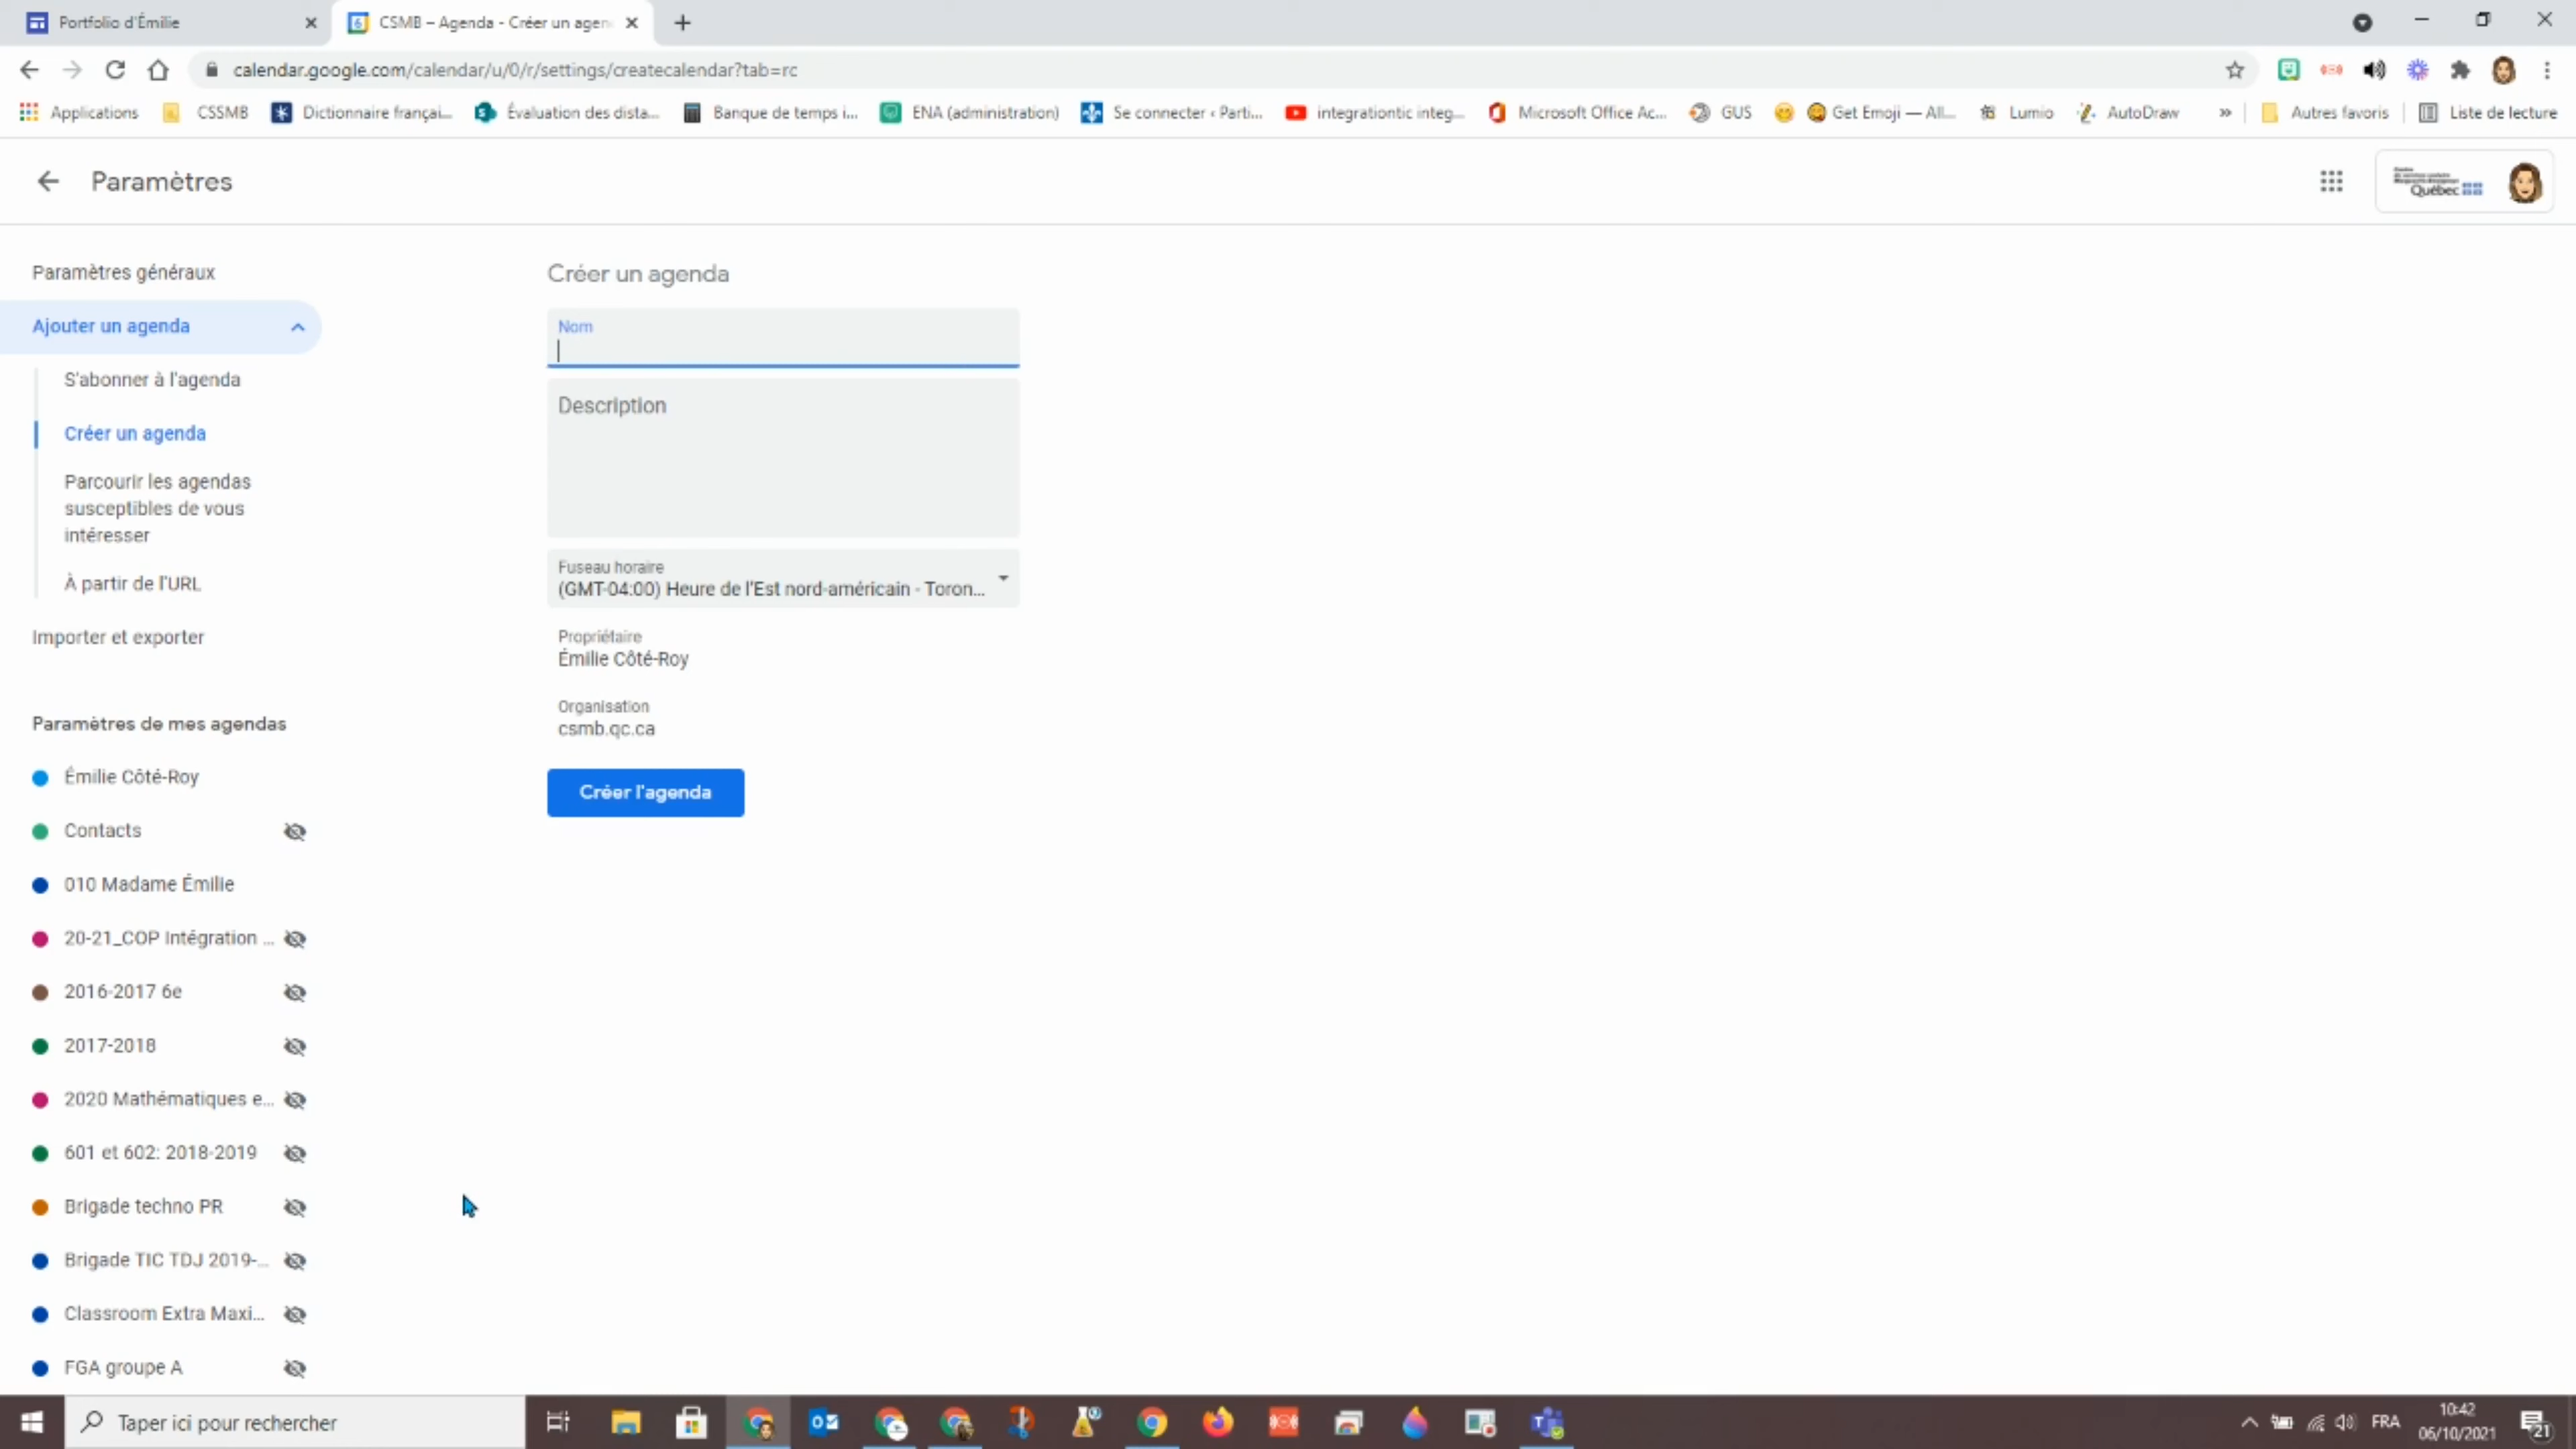 Portfolio d'Émilie
CSMB – Agenda - Créer un agen
calendar.google.com/calendar/u/0/r/settings/createcalendar?tab=rc
Applications
CSSMB
Dictionnaire françai...
Évaluation des dista...
Banque de temps i...
ENA (administration)
Se connecter ‹ Parti...
integrationtic integ...
Microsoft Office Ac...
GUS
Get Emoji — All...
Lumio
AutoDraw
»
Autres favoris
Liste de lecture
Paramètres
Québec
Paramètres généraux
Ajouter un agenda
S'abonner à l'agenda
Créer un agenda
Parcourir les agendas
susceptibles de vous
intéresser
À partir de l'URL
Importer et exporter
Paramètres de mes agendas
Émilie Côté-Roy
Contacts
010 Madame Émilie
20-21_COP Intégration ...
2016-2017 6e
2017-2018
2020 Mathématiques e...
601 et 602: 2018-2019
Brigade techno PR
Brigade TIC TDJ 2019-...
Classroom Extra Maxi...
FGA groupe A
Créer un agenda
Nom
Description
Fuseau horaire
(GMT-04:00) Heure de l'Est nord-américain - Toron...
Propriétaire
Émilie Côté-Roy
Organisation
csmb.qc.ca
Créer l'agenda
Taper ici pour rechercher
FRA
10:42
06/10/2021
21